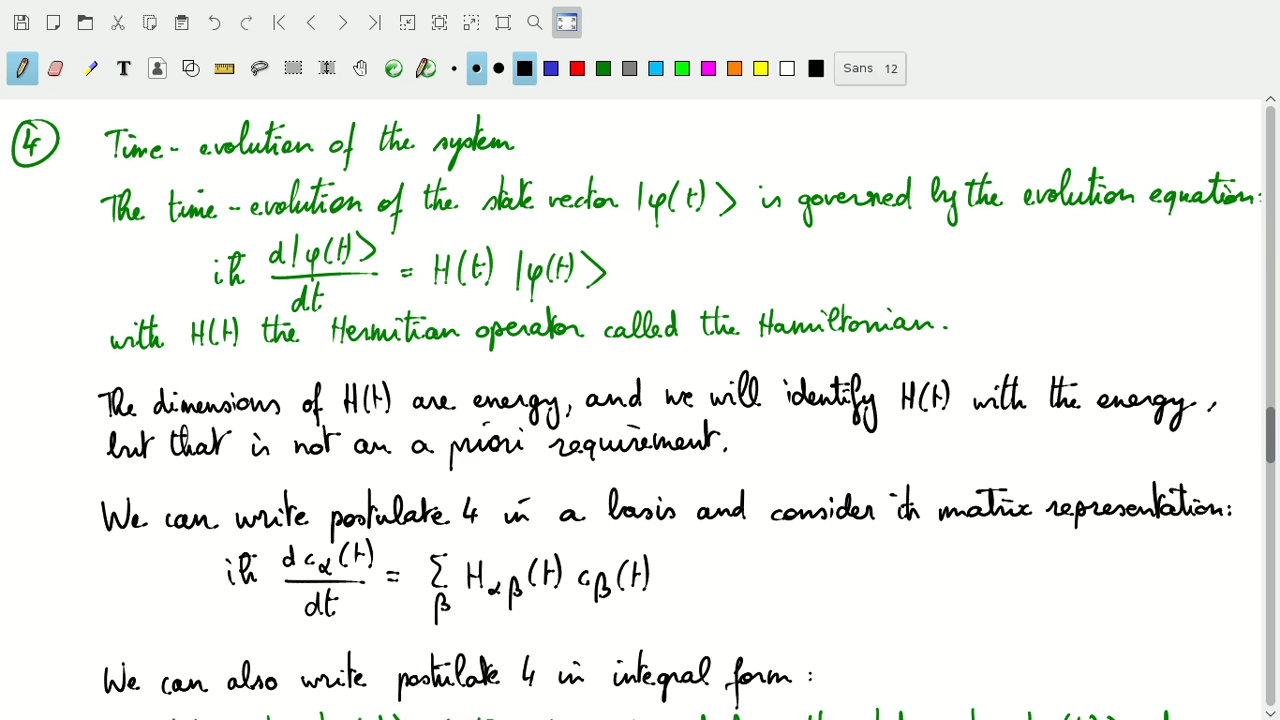 Sans 12
④ Time-evolution of the system
The time-evolution of the state vector |φ(t)> is governed by the evolution equation:
iħ d|φ(t)>/dt = H(t) |φ(t)>
with H(t) the Hermitian operator called the Hamiltonian.
The dimensions of H(t) are energy, and we will identify H(t) with the energy,
but that is not an a priori requirement.
We can write postulate 4 in a basis and consider its matrix representation:
iħ dcα(t)/dt = Σβ Hαβ(t) cβ(t)
We can also write postulate 4 in integral form: